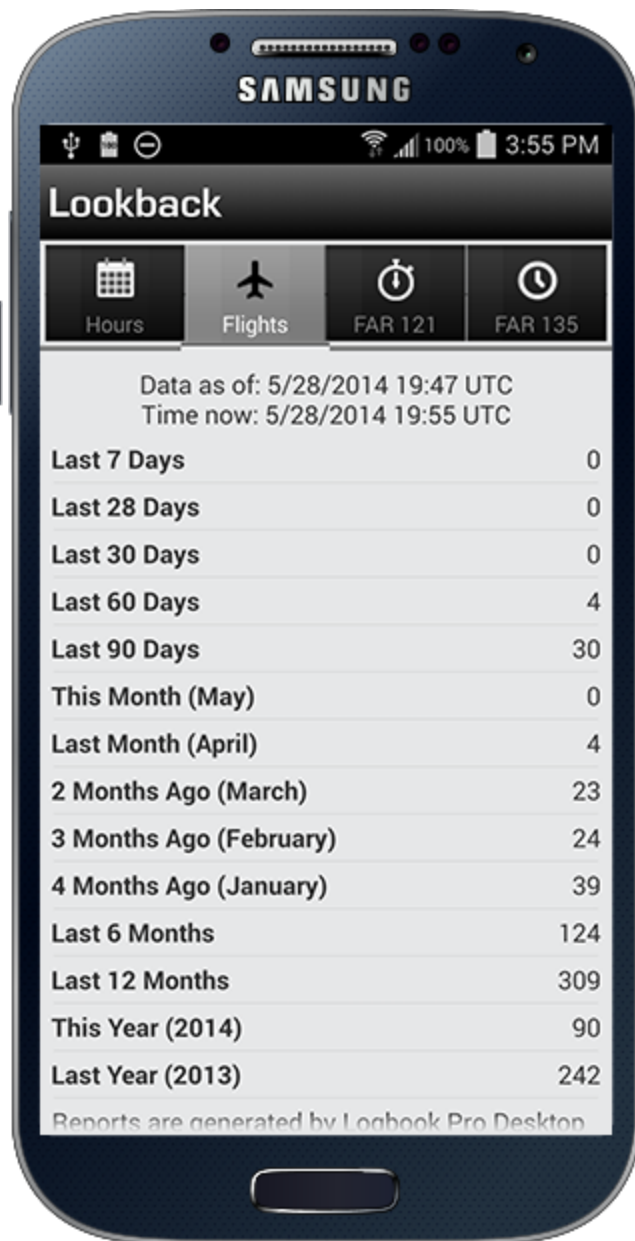 SAMSUNG
100% 3:55 PM
Lookback
Hours Flights FAR 121 FAR 135
Data as of: 5/28/2014 19:47 UTC
Time now: 5/28/2014 19:55 UTC
Last 7 Days 0
Last 28 Days 0
Last 30 Days 0
Last 60 Days 4
Last 90 Days 30
This Month (May) 0
Last Month (April) 4
2 Months Ago (March) 23
3 Months Ago (February) 24
4 Months Ago (January) 39
Last 6 Months 124
Last 12 Months 309
This Year (2014) 90
Last Year (2013) 242
Reports are generated by Logbook Pro Desktop